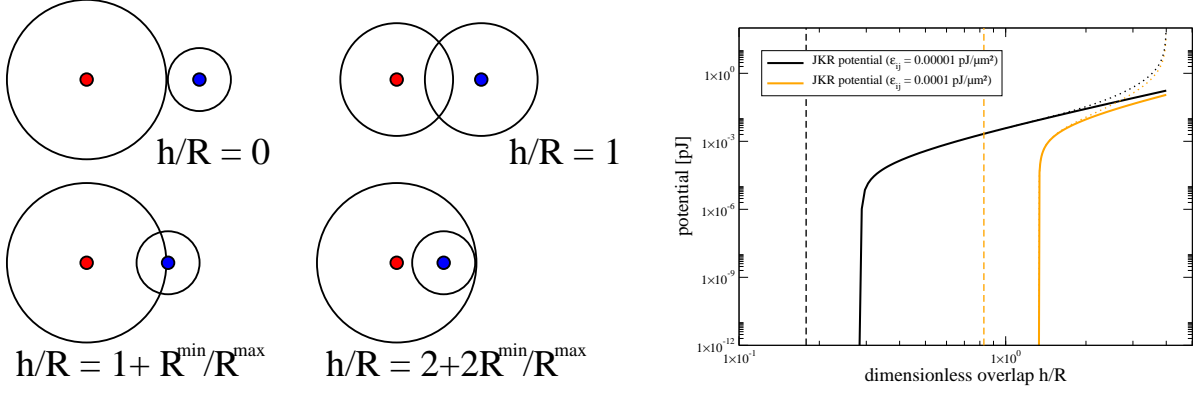 h/R = 0
h/R = 1
h/R = 1+ R^min/R^max
h/R = 2+2R^min/R^max
JKR potential (ε_ij = 0.00001 pJ/µm²)
JKR potential (ε_ij = 0.0001 pJ/µm²)
potential [pJ]
1×10^0
1×10^-3
1×10^-6
1×10^-9
1×10^-12
1×10^-1
1×10^0
dimensionless overlap h/R